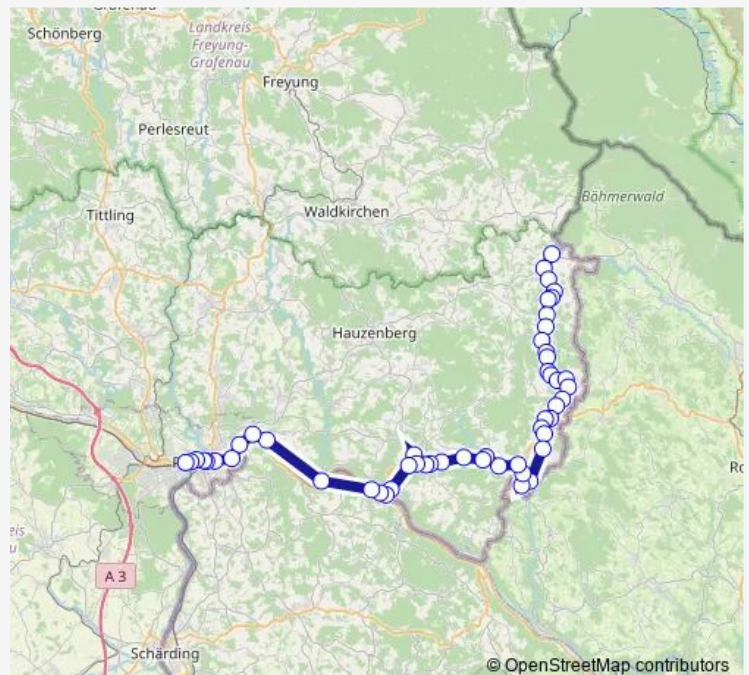 Schönberg
Landkreis
Freyung-
Grafenau
Freyung
Perlesreut
Böhmerwald
Tittling
Waldkirchen
Hauzenberg
A 3
Schärding
© OpenStreetMap contributors